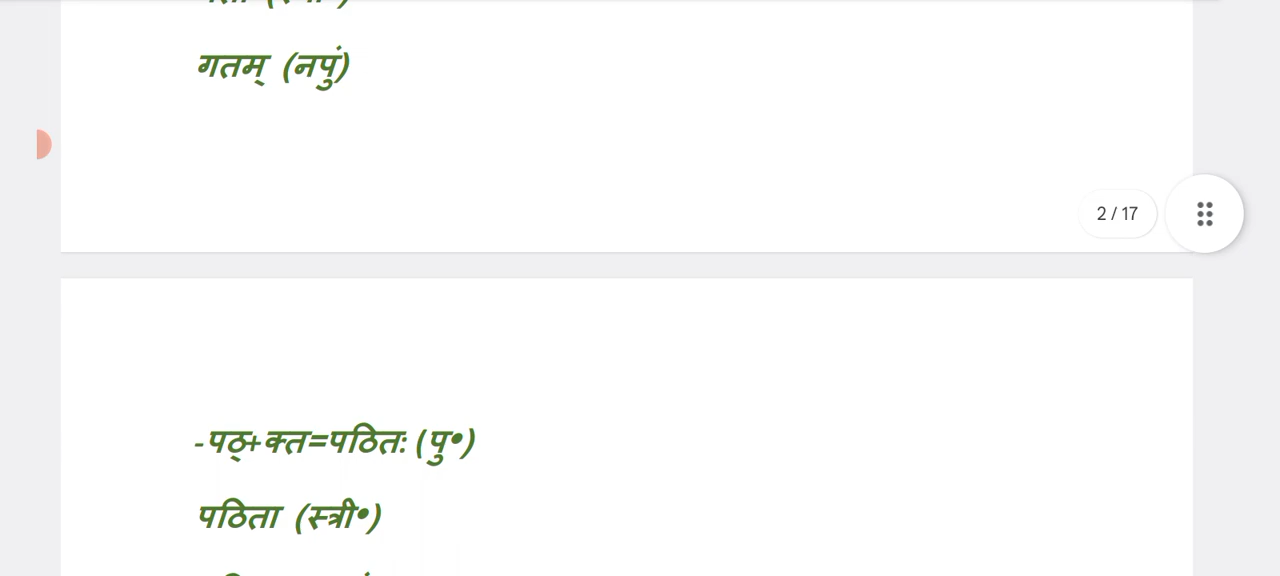 गतम् (नपुं)
2 / 17
-पठ्+क्त=पठितः (पु•)
पठिता (स्त्री•)